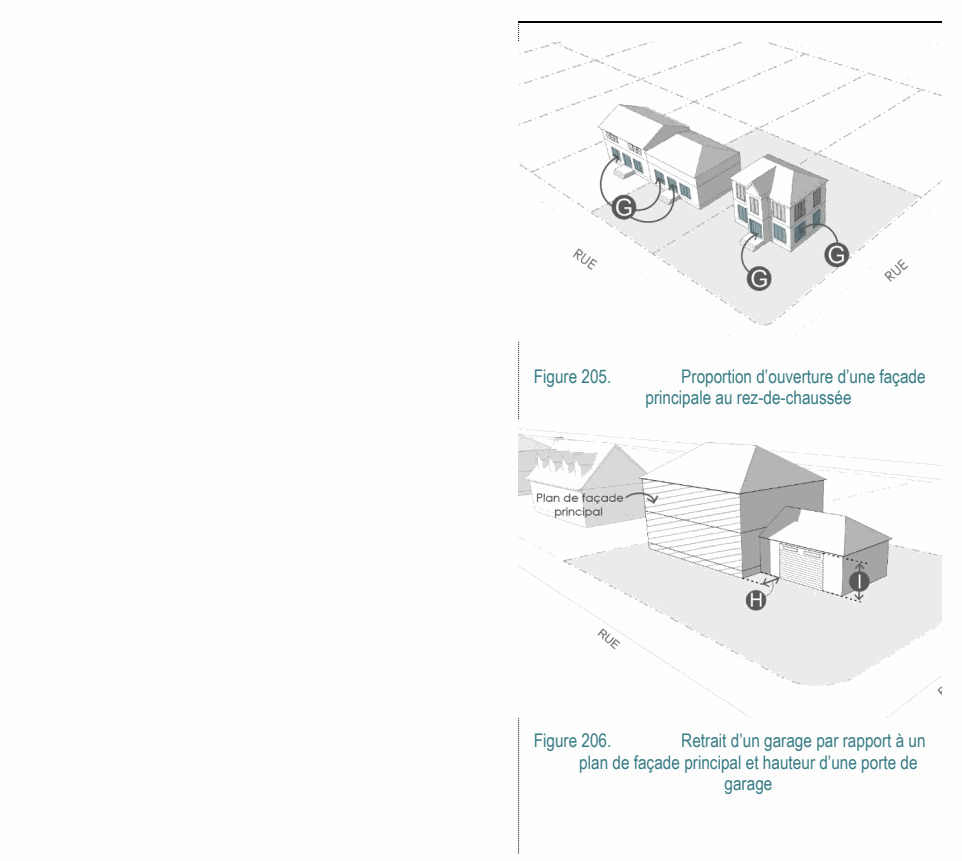 G
G
G
RUE
RUE
Figure 205. Proportion d’ouverture d’une façade
principale au rez-de-chaussée
Plan de façade
principal
I
H
RUE
Figure 206. Retrait d’un garage par rapport à un
plan de façade principal et hauteur d’une porte de
garage